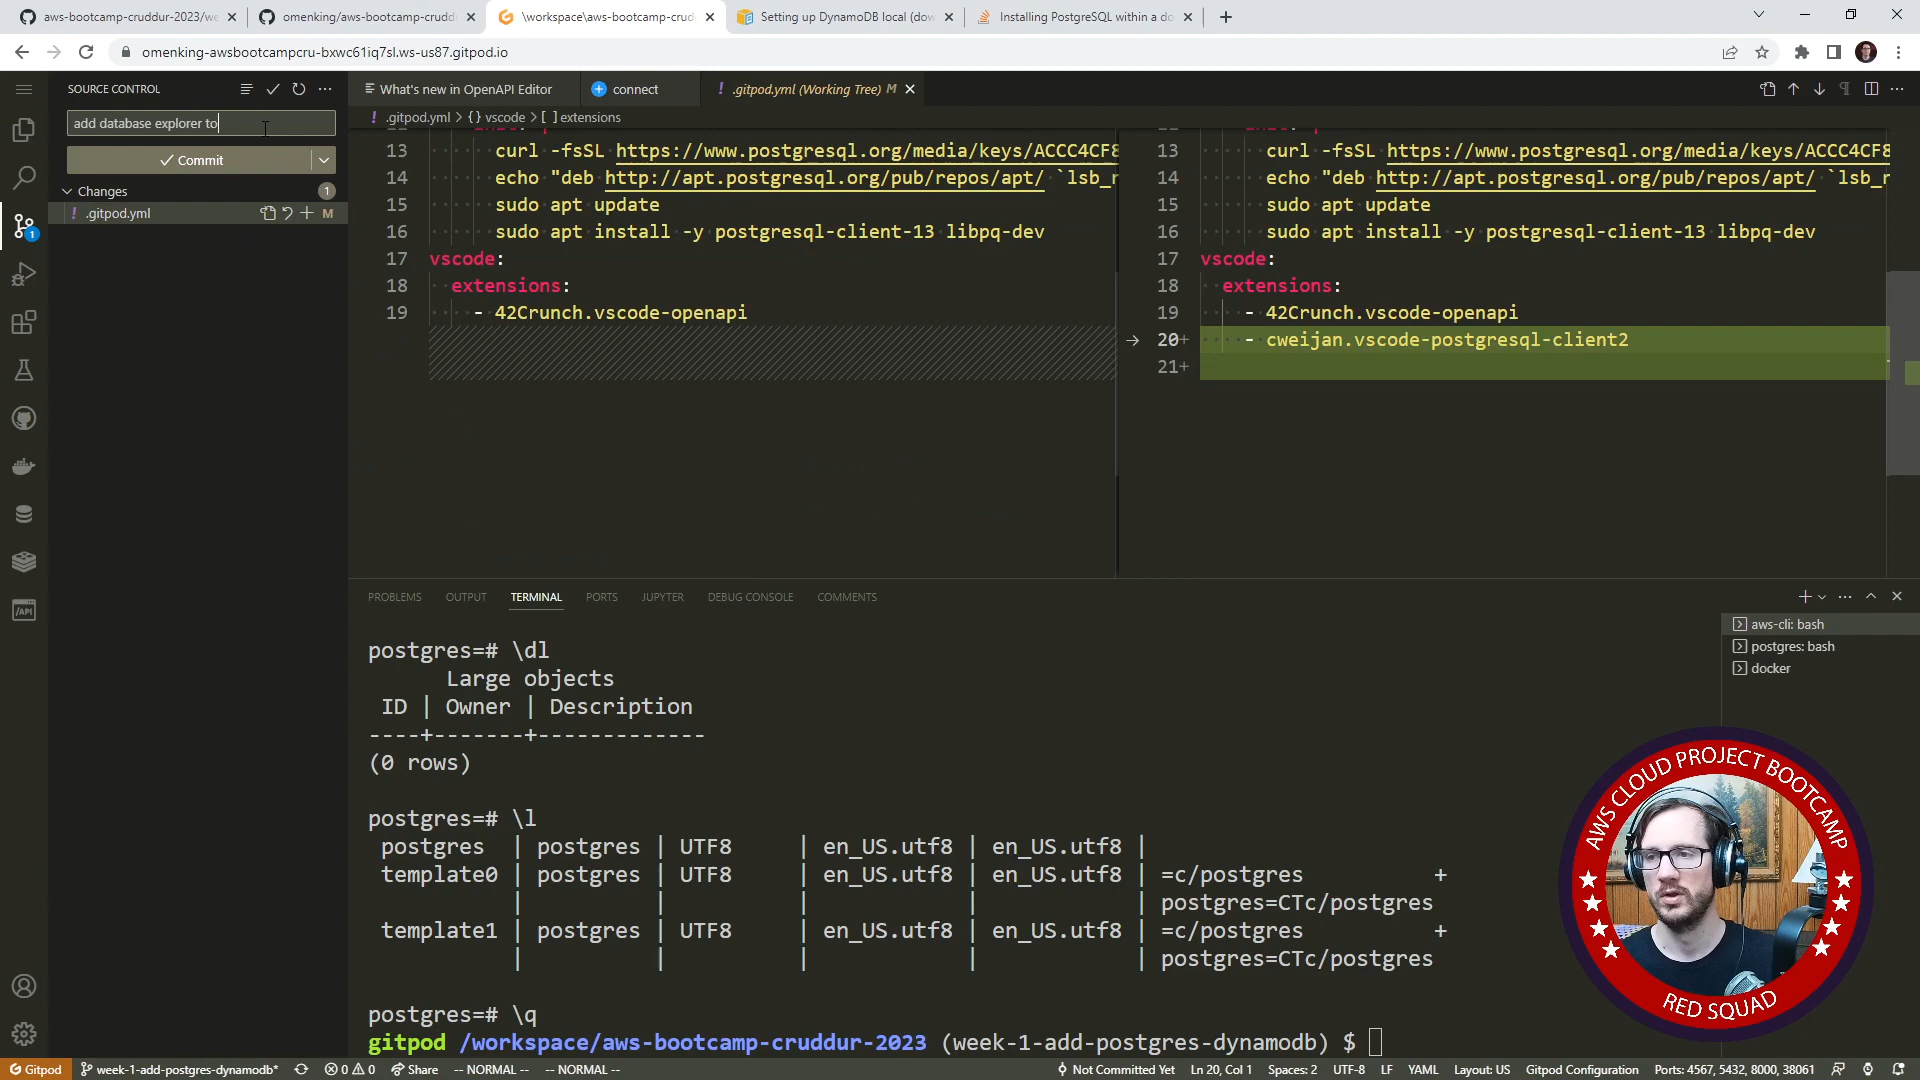 aws-bootcamp-cruddur-2023/we
omenking/aws-bootcamp-cruddu
\workspace\aws-bootcamp-crud
Setting up DynamoDB local (dow
Installing PostgreSQL within a do
omenking-awsbootcampcru-bxwc61iq7sl.ws-us87.gitpod.io
SOURCE CONTROL
What's new in OpenAPI Editor
connect
.gitpod.yml (Working Tree) M
add database explorer to
.gitpod.yml > {} vscode > [ ] extensions
Commit
Changes
1
.gitpod.yml
M
1
13 curl -fsSL https://www.postgresql.org/media/keys/ACCC4CF8
14 echo "deb http://apt.postgresql.org/pub/repos/apt/ `lsb_r
15 sudo apt update
16 sudo apt install -y postgresql-client-13 libpq-dev
17 vscode:
18 extensions:
19 - 42Crunch.vscode-openapi
13 curl -fsSL https://www.postgresql.org/media/keys/ACCC4CF8
14 echo "deb http://apt.postgresql.org/pub/repos/apt/ `lsb_r
15 sudo apt update
16 sudo apt install -y postgresql-client-13 libpq-dev
17 vscode:
18 extensions:
19 - 42Crunch.vscode-openapi
20+ - cweijan.vscode-postgresql-client2
21+
/API
PROBLEMS OUTPUT TERMINAL PORTS JUPYTER DEBUG CONSOLE COMMENTS
aws-cli: bash
postgres: bash
docker
postgres=# \dl
Large objects
ID | Owner | Description
----+-------+-------------
(0 rows)
postgres=# \l
postgres | postgres | UTF8 | en_US.utf8 | en_US.utf8 |
template0 | postgres | UTF8 | en_US.utf8 | en_US.utf8 | =c/postgres +
| | | | | postgres=CTc/postgres
template1 | postgres | UTF8 | en_US.utf8 | en_US.utf8 | =c/postgres +
| | | | | postgres=CTc/postgres
postgres=# \q
gitpod /workspace/aws-bootcamp-cruddur-2023 (week-1-add-postgres-dynamodb) $
AWS CLOUD PROJECT BOOTCAMP
RED SQUAD
Gitpod week-1-add-postgres-dynamodb* 0 0 Share -- NORMAL -- -- NORMAL -- Not Committed Yet Ln 20, Col 1 Spaces: 2 UTF-8 LF YAML Layout: US Gitpod Configuration Ports: 4567, 5432, 8000, 38061